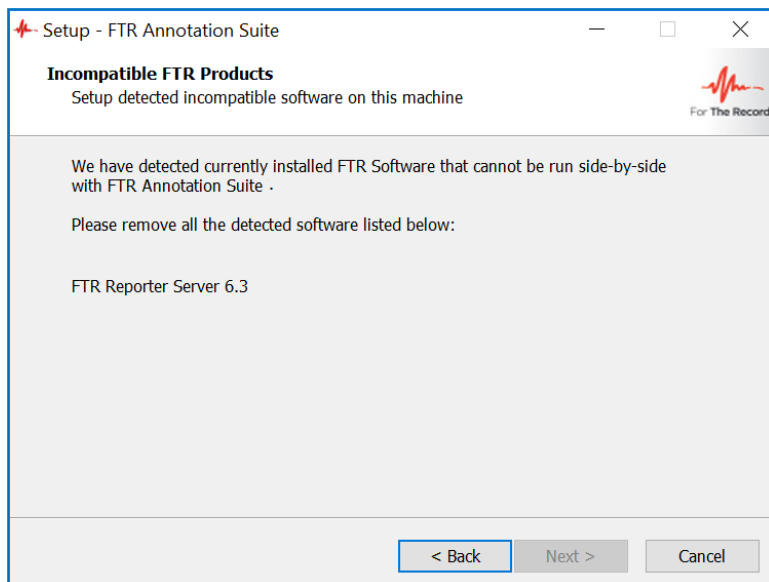 Setup - FTR Annotation Suite
Incompatible FTR Products
Setup detected incompatible software on this machine
For The Record
We have detected currently installed FTR Software that cannot be run side-by-side
with FTR Annotation Suite .
Please remove all the detected software listed below:
FTR Reporter Server 6.3
< Back
Next >
Cancel